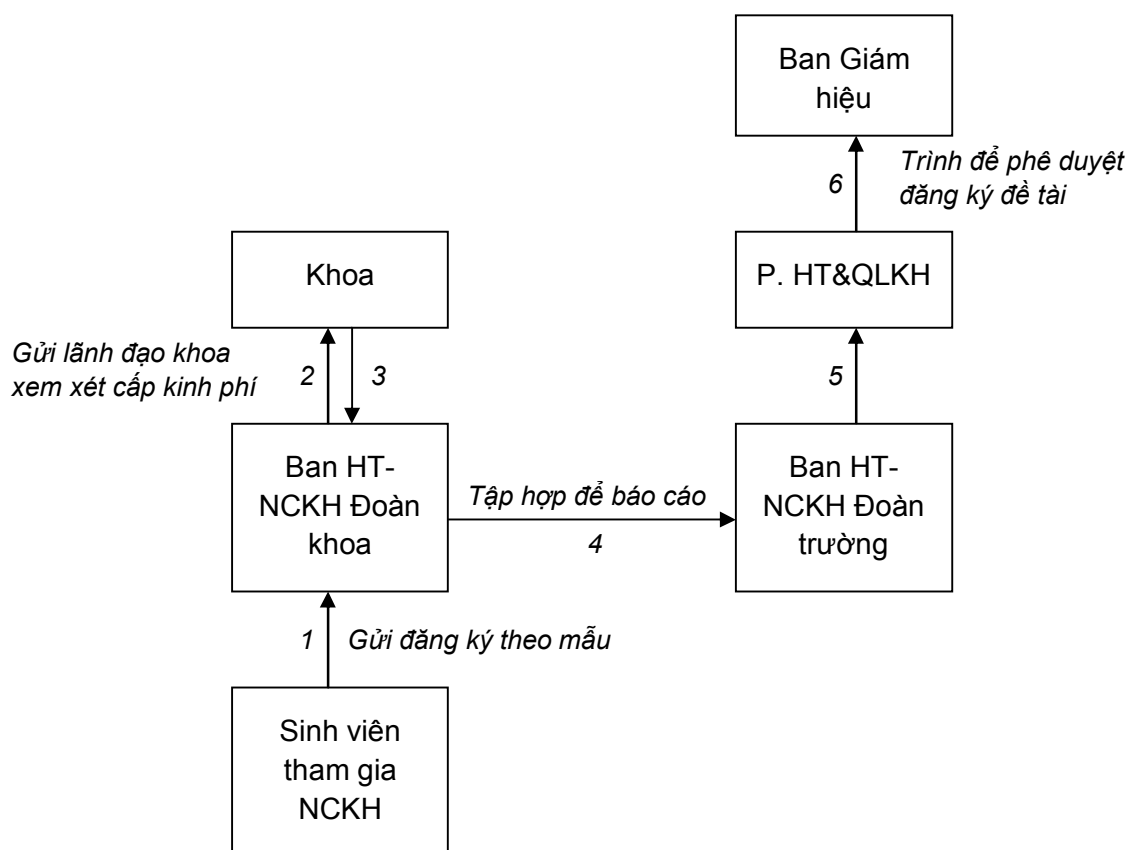 Ban Giám
hiệu
6
Trình để phê duyệt
đăng ký đề tài
Khoa
P. HT&QLKH
Gửi lãnh đạo khoa
xem xét cấp kinh phí
2
3
5
Ban HT-
NCKH Đoàn
khoa
Tập hợp để báo cáo
4
Ban HT-
NCKH Đoàn
trường
1
Gửi đăng ký theo mẫu
Sinh viên
tham gia
NCKH